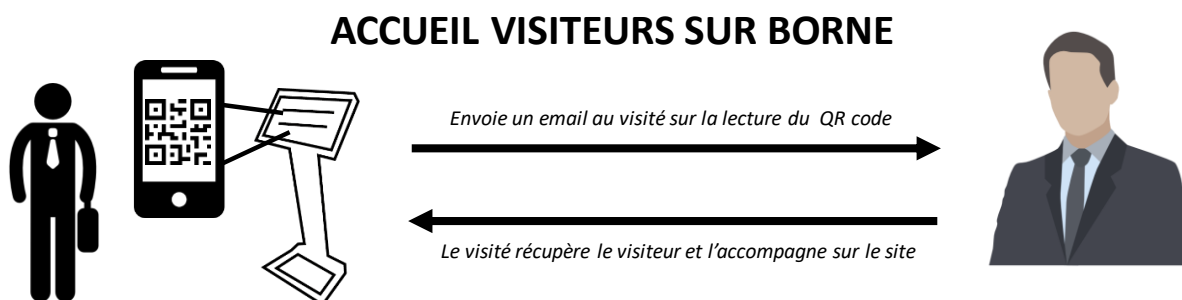 ACCUEIL VISITEURS SUR BORNE
Envoie un email au visité sur la lecture du QR code
Le visité récupère le visiteur et l’accompagne sur le site